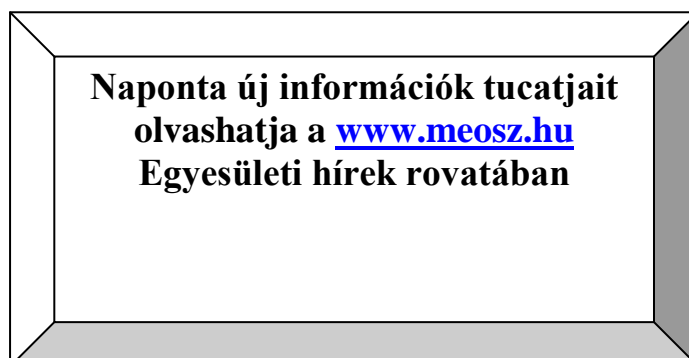 Naponta új információk tucatjait
olvashatja a www.meosz.hu
Egyesületi hírek rovatában